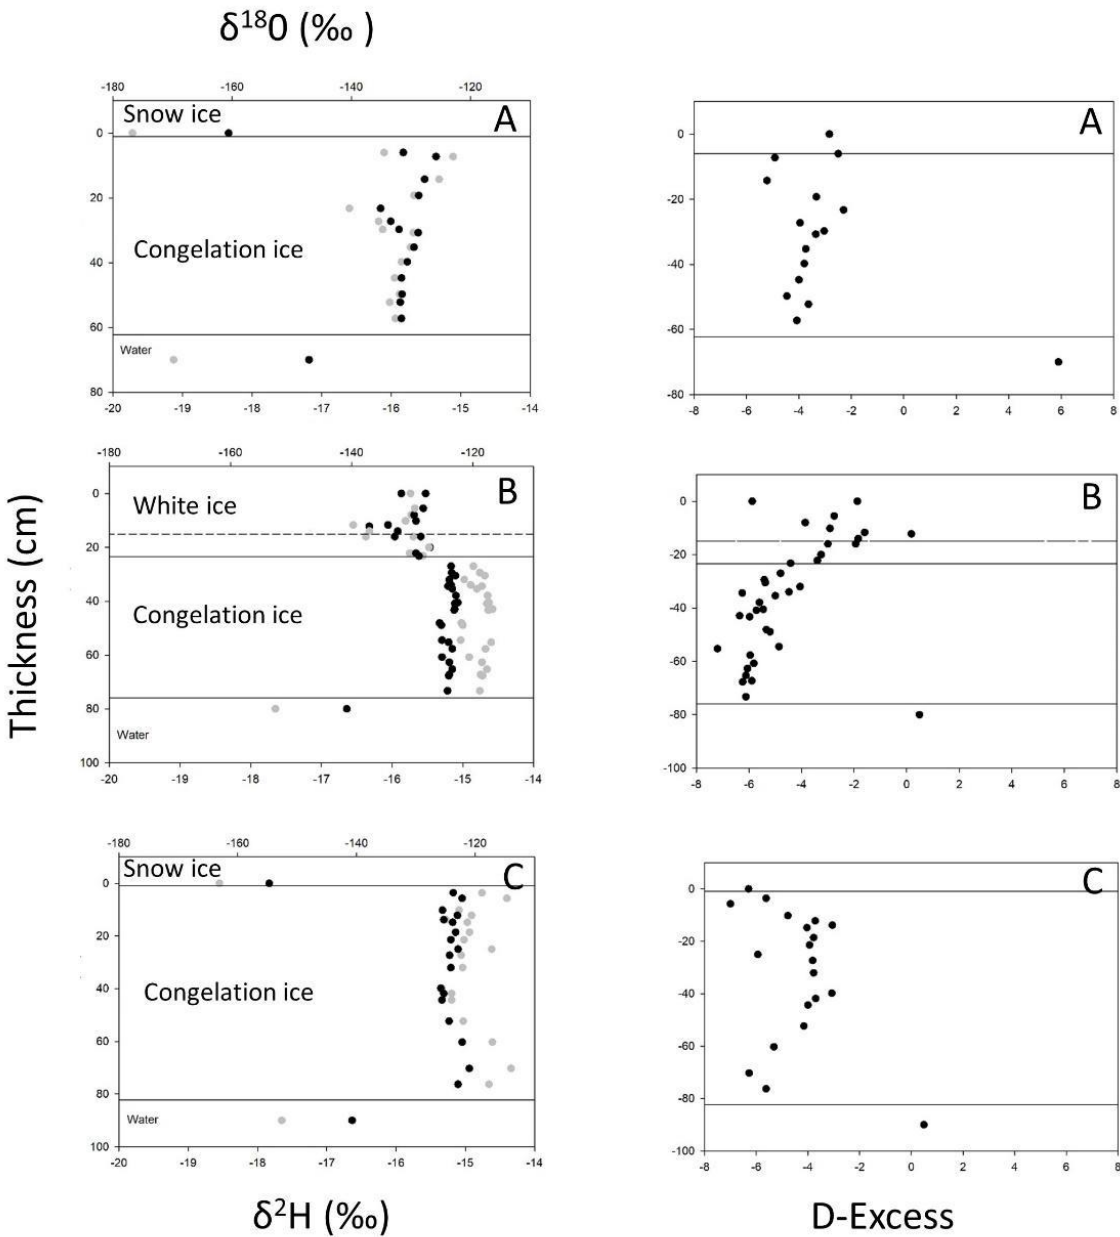 δ¹⁸0 (‰ )
-180 -160 -140 -120
Snow ice
A
0
20
Congelation ice
40
60
Water
80
-20 -19 -18 -17 -16 -15 -14
A
0
-20
-40
-60
-80
-8 -6 -4 -2 0 2 4 6 8
Thickness (cm)
-180 -160 -140 -120
B
0
White ice
20
40
Congelation ice
60
80
Water
100
-20 -19 -18 -17 -16 -15 -14
B
0
-20
-40
-60
-80
-100
-8 -6 -4 -2 0 2 4 6 8
-180 -160 -140 -120
Snow ice
C
0
20
40
Congelation ice
60
80
Water
100
-20 -19 -18 -17 -16 -15 -14
C
0
-20
-40
-60
-80
-100
-8 -6 -4 -2 0 2 4 6 8
δ²H (‰)
D-Excess